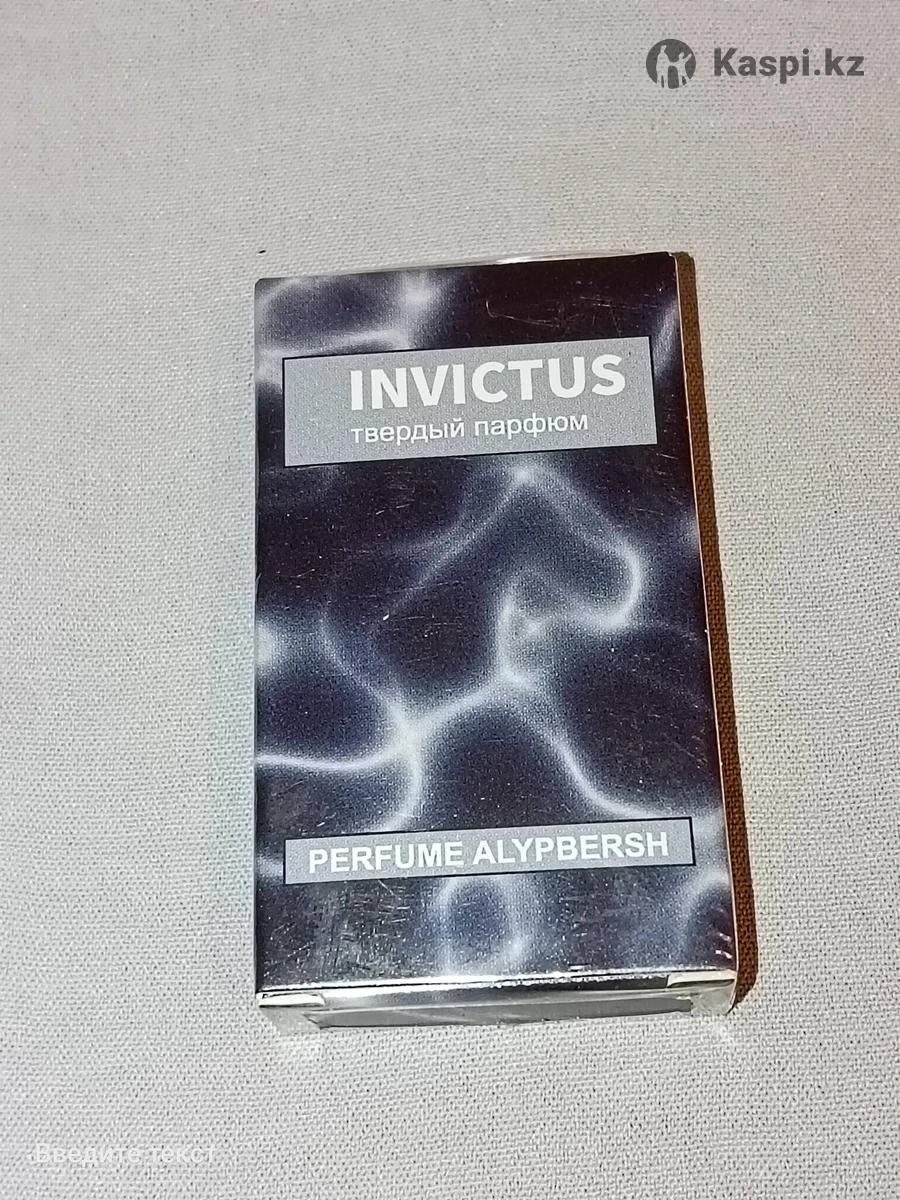 Kaspi.kz
INVICTUS
твердый парфюм
PERFUME ALYPBERSH
Введите текст